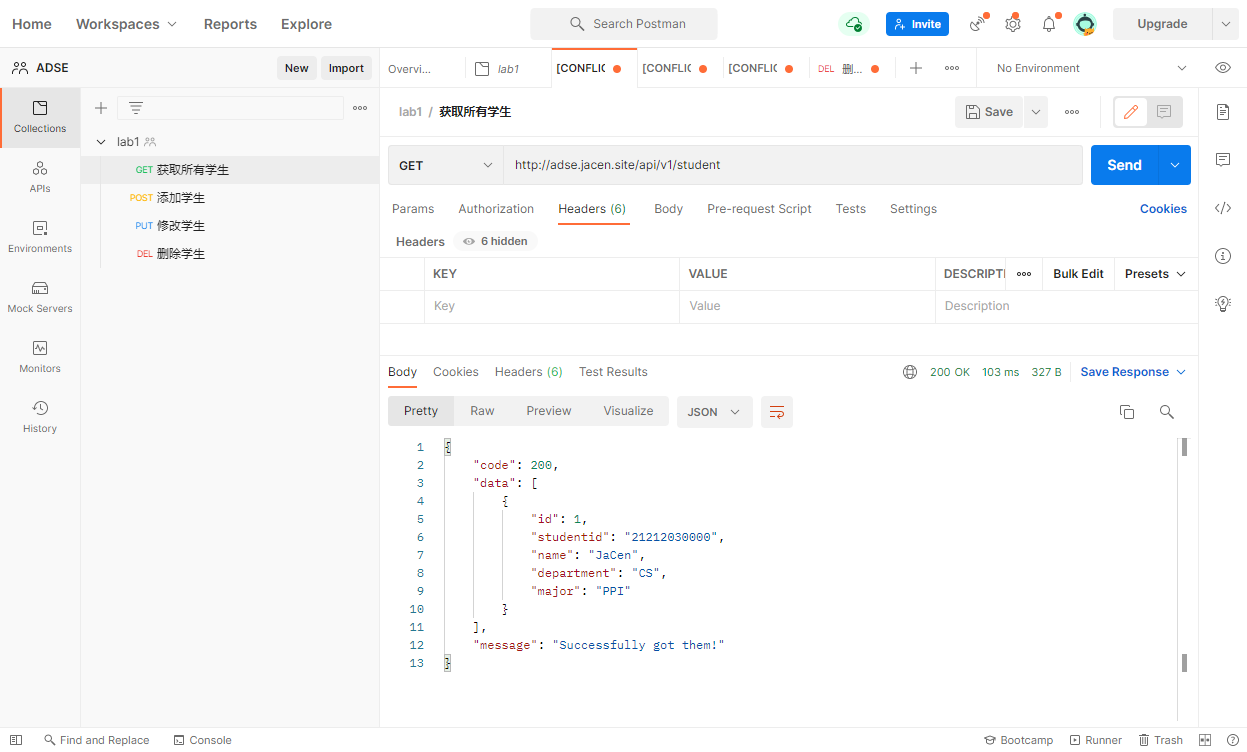 Home Workspaces Reports Explore Search Postman Invite Upgrade
ADSE New Import Overvi... lab1 [CONFLIC [CONFLIC [CONFLIC DEL 删... No Environment
lab1 / 获取所有学生 Save
Collections
lab1
GET 获取所有学生
POST 添加学生
PUT 修改学生
DEL 删除学生
APIs
Environments
Mock Servers
Monitors
History
GET http://adse.jacen.site/api/v1/student Send
Params Authorization Headers (6) Body Pre-request Script Tests Settings Cookies
Headers 6 hidden
KEY VALUE DESCRIPTI Bulk Edit Presets
Key Value Description
Body Cookies Headers (6) Test Results 200 OK 103 ms 327 B Save Response
Pretty Raw Preview Visualize JSON
1 {
2 "code": 200,
3 "data": [
4 {
5 "id": 1,
6 "studentid": "21212030000",
7 "name": "JaCen",
8 "department": "CS",
9 "major": "PPI"
10 }
11 ],
12 "message": "Successfully got them!"
13 }
Find and Replace Console Bootcamp Runner Trash